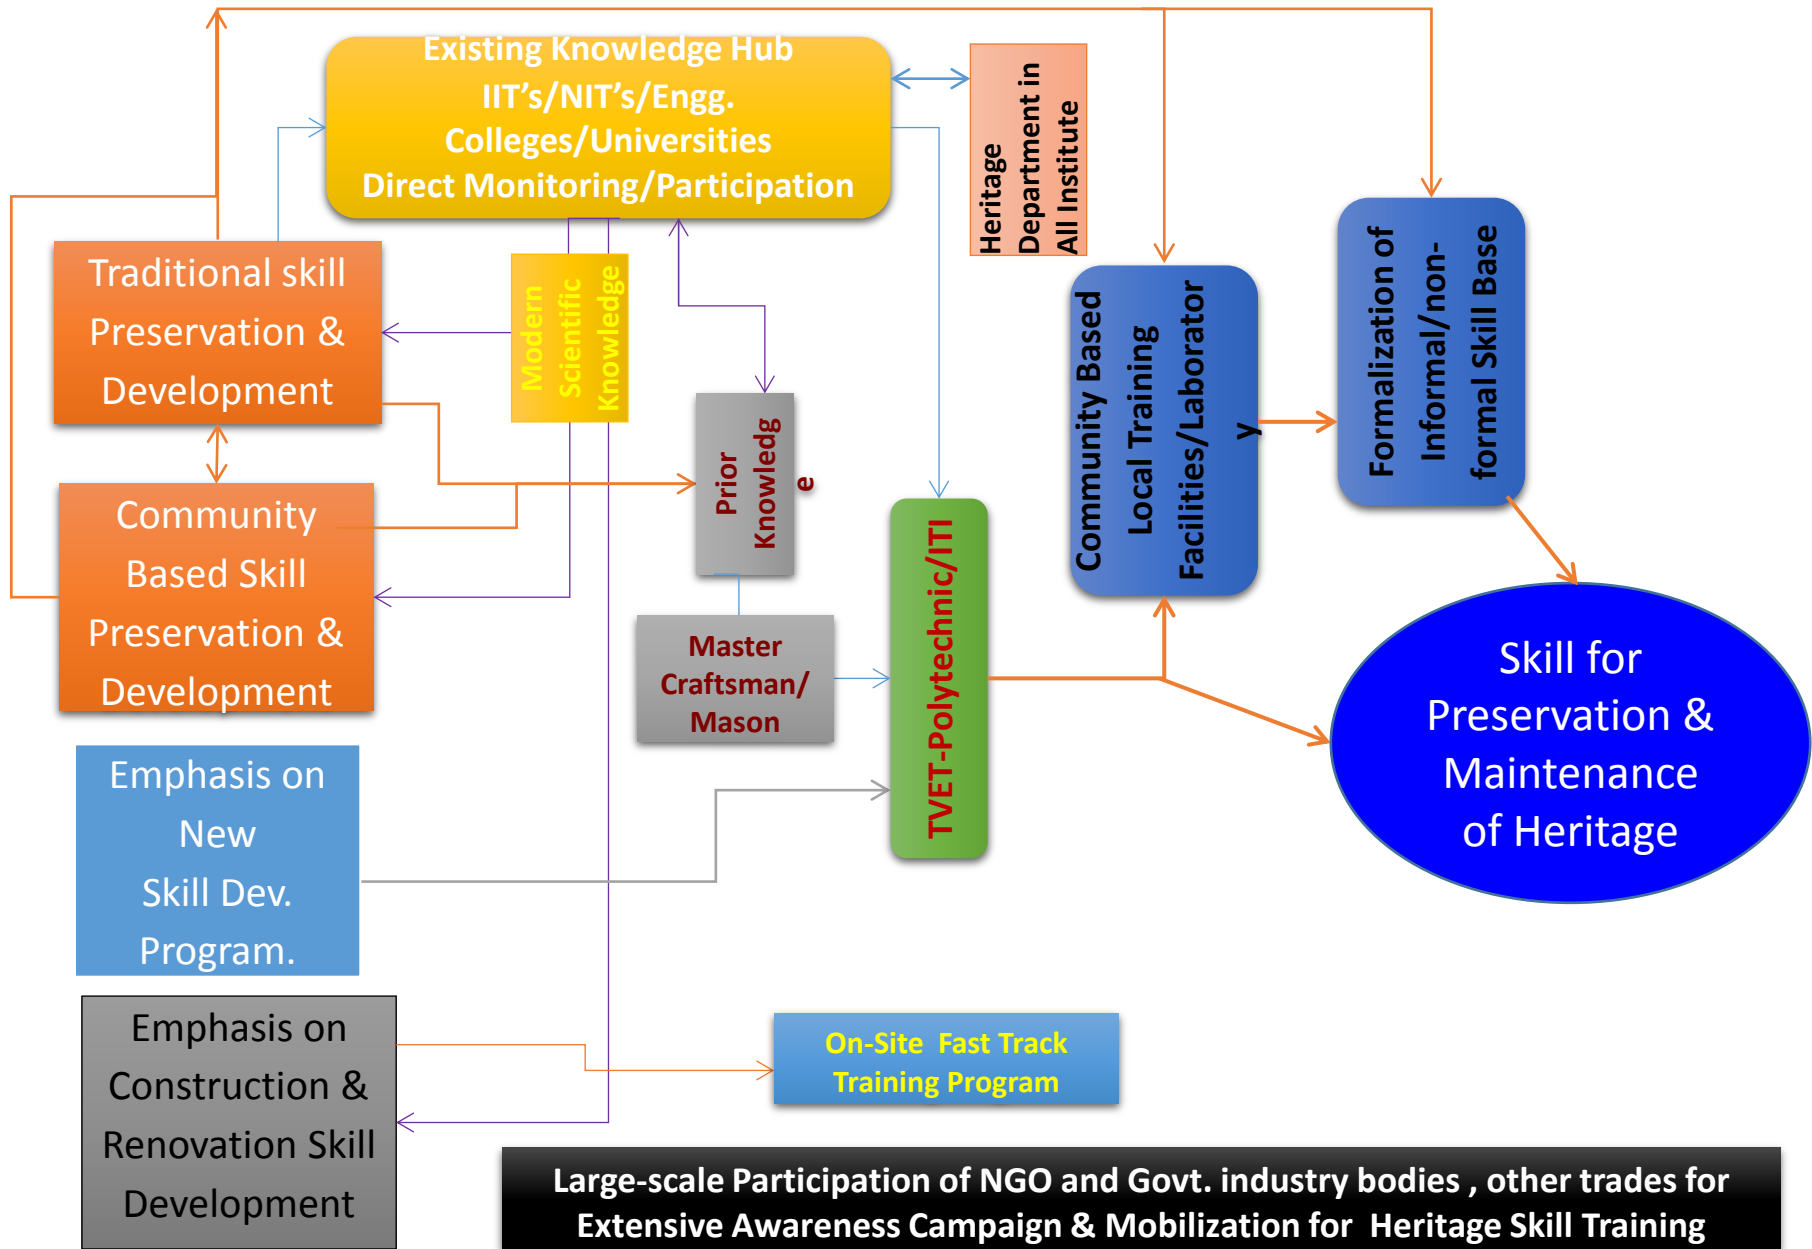 Existing Knowledge Hub
IIT's/NIT's/Engg.
Colleges/Universities
Direct Monitoring/Participation
Heritage
Department in
All Institute
Traditional skill
Preservation &
Development
Modern
Scientific
Knowledge
Community
Based Skill
Preservation &
Development
Prior
Knowledg
e
Master
Craftsman/
Mason
TVET-Polytechnic/ITI
Community Based
Local Training
Facilities/Laborator
y
Formalization of
Informal/non-
formal Skill Base
Skill for
Preservation &
Maintenance
of Heritage
Emphasis on
New
Skill Dev.
Program.
Emphasis on
Construction &
Renovation Skill
Development
On-Site Fast Track
Training Program
Large-scale Participation of NGO and Govt. industry bodies , other trades for
Extensive Awareness Campaign & Mobilization for Heritage Skill Training